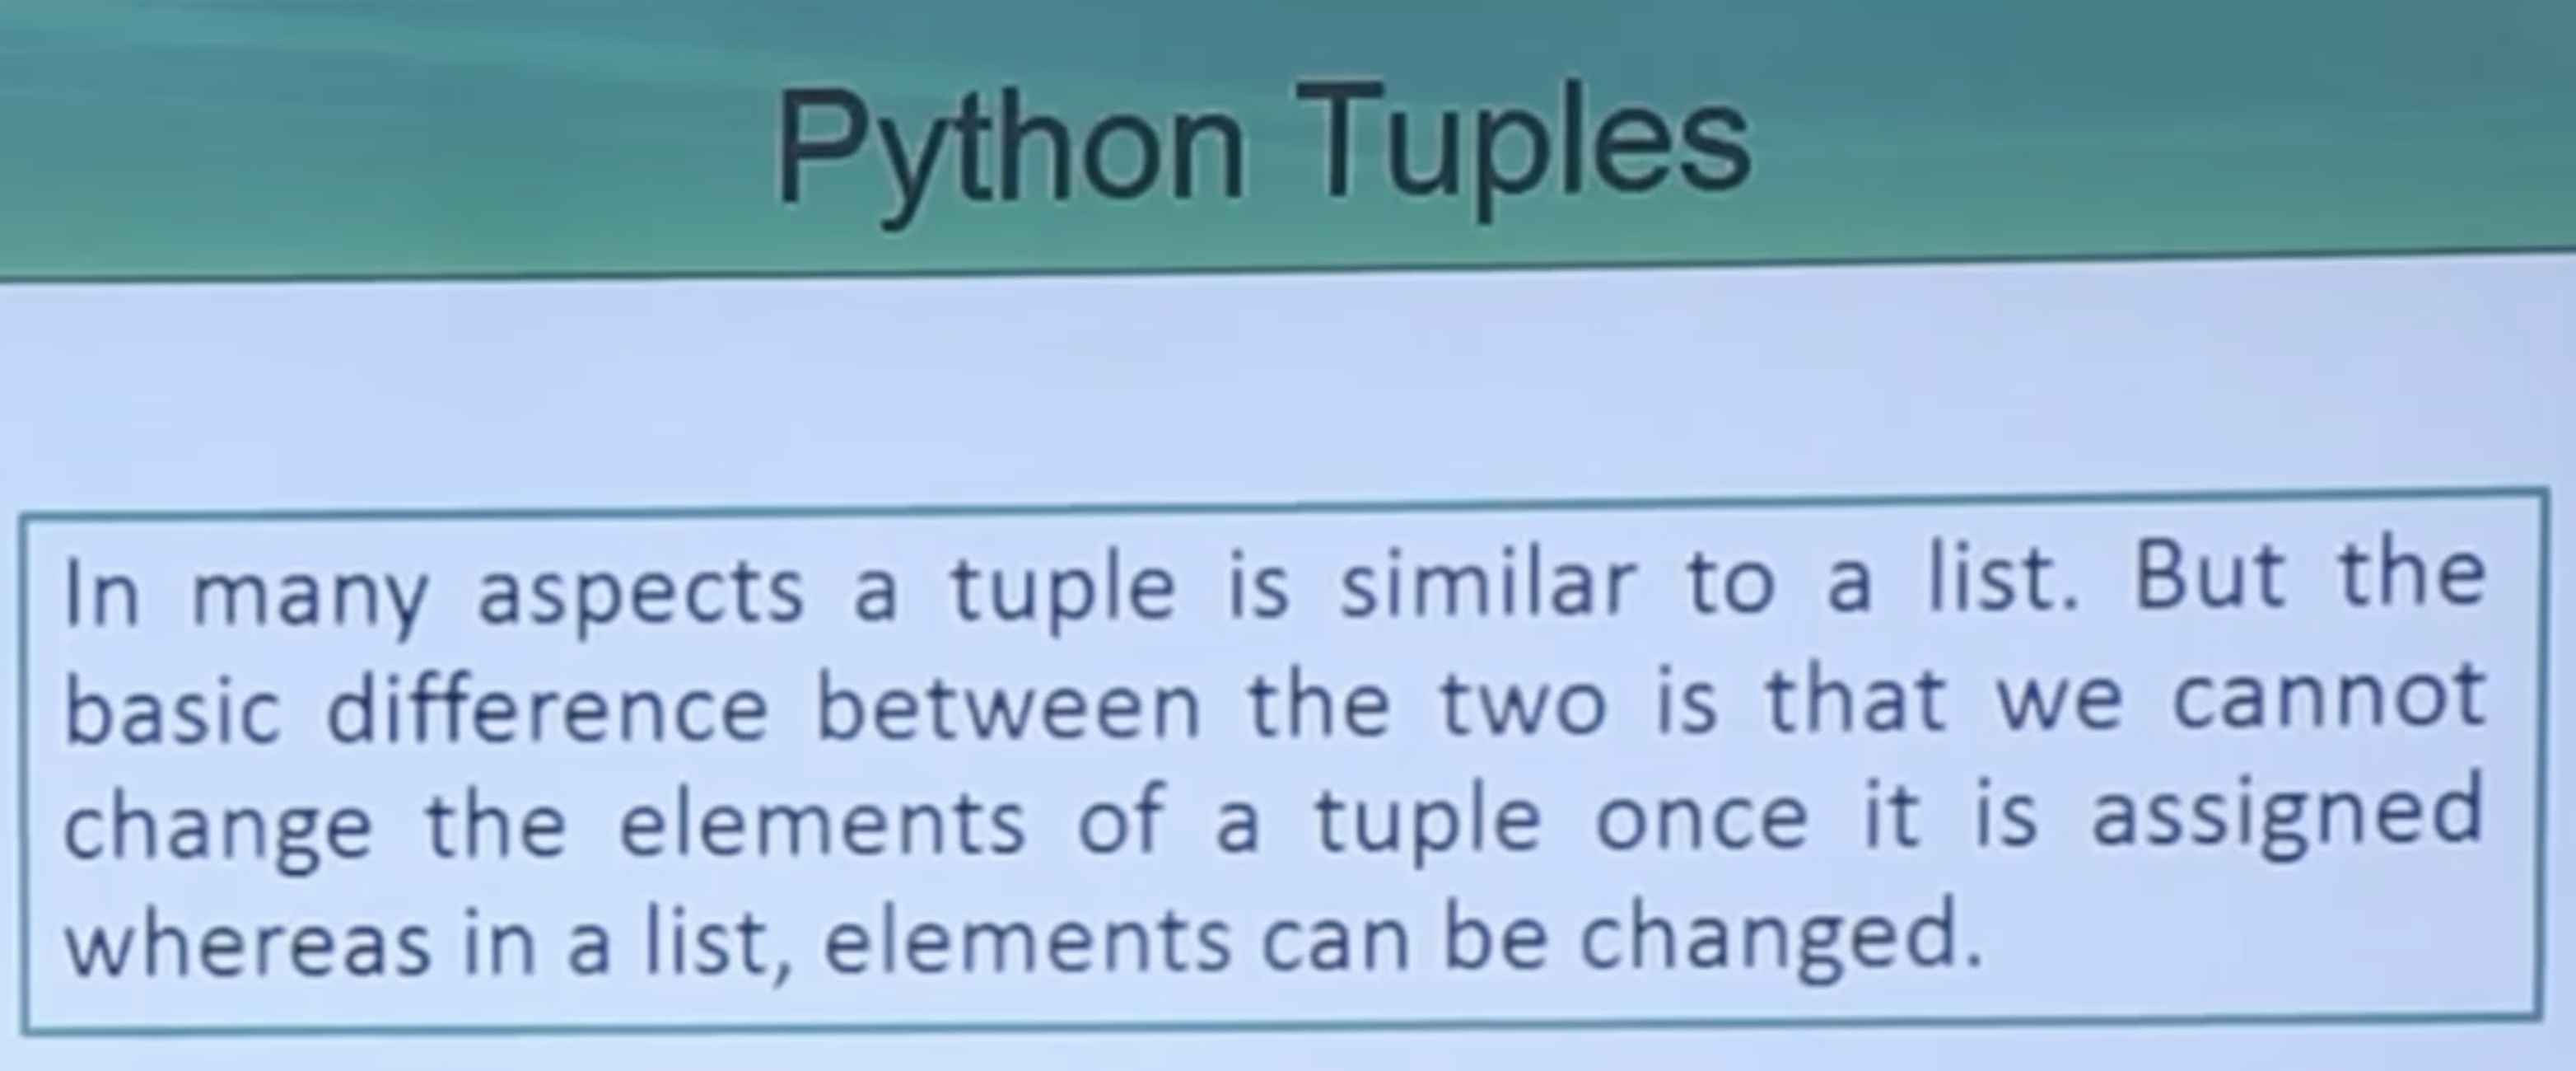 Python Tuples
In many aspects a tuple is similar to a list. But the
basic difference between the two is that we cannot
change the elements of a tuple once it is assigned
whereas in a list, elements can be changed.